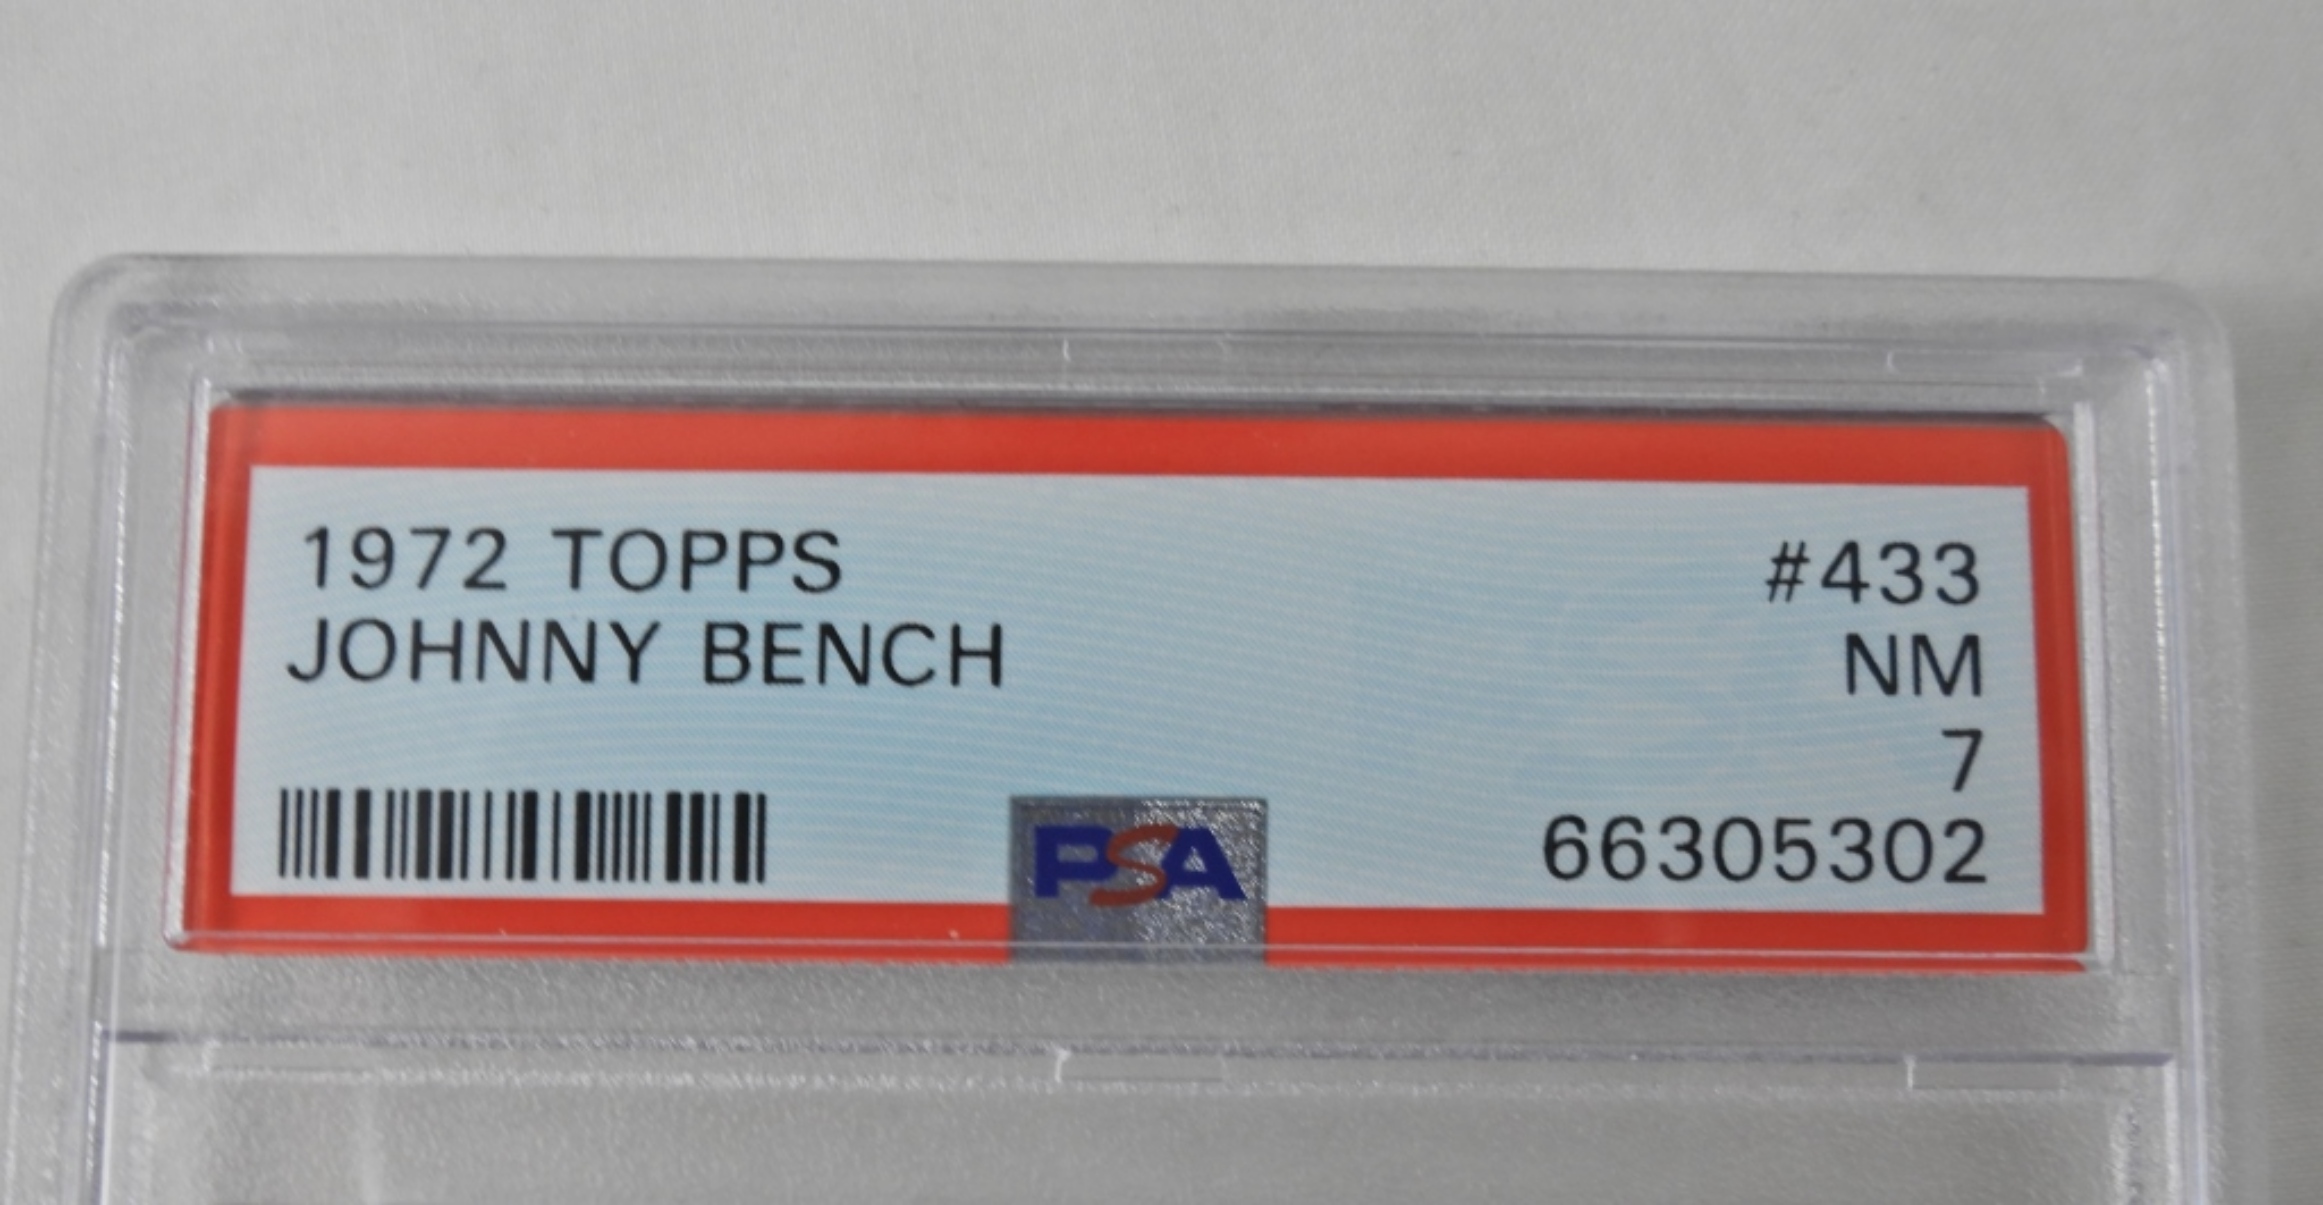 1972 TOPPS #433
JOHNNY BENCH NM
7
PSA 66305302